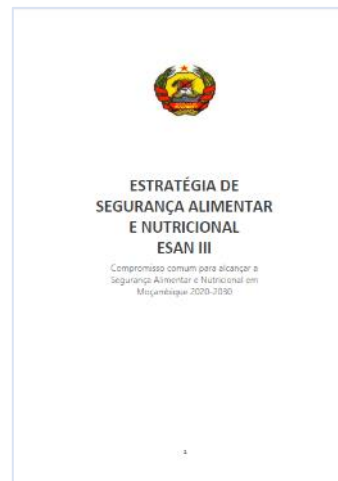 ESTRATÉGIA DE
SEGURANÇA ALIMENTAR
E NUTRICIONAL
ESAN III
Compromisso comum para alcançar a
Segurança Alimentar e Nutricional em
Moçambique 2020-2030
1